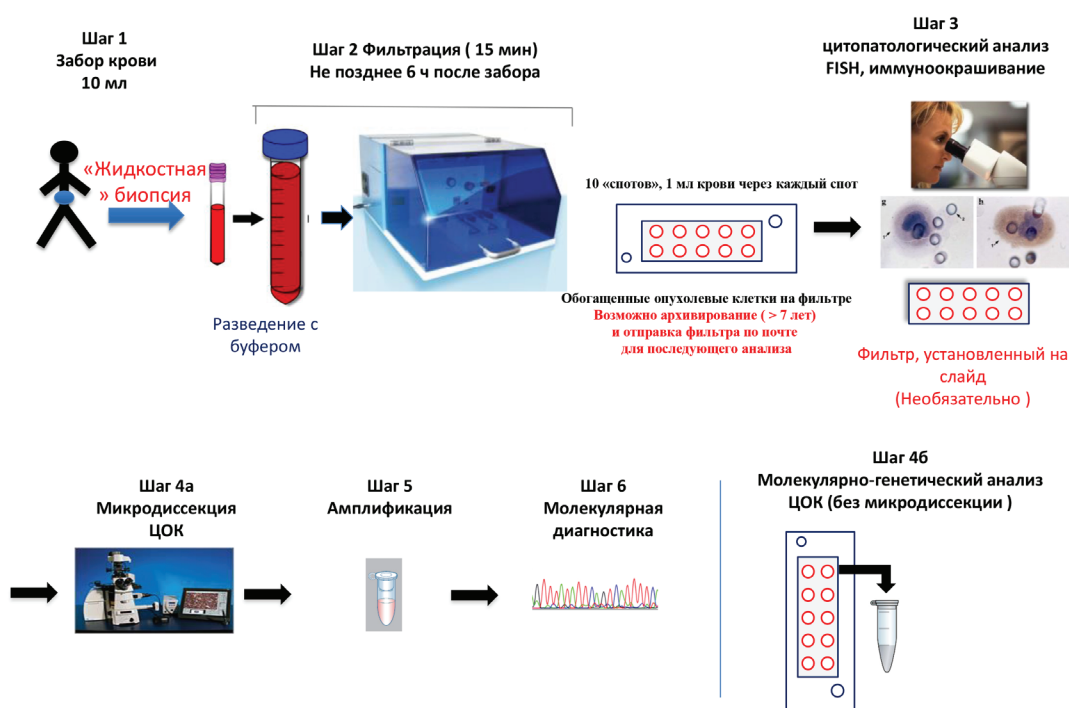 Шаг 1
Забор крови
10 мл
Шаг 2 Фильтрация ( 15 мин)
Не позднее 6 ч после забора
Шаг 3
цитопатологический анализ
FISH, иммуноокрашивание
«Жидкостная
» биопсия
Разведение с
буфером
10 «спотов», 1 мл крови через каждый спот
Обогащенные опухолевые клетки на фильтре
Возможно архивирование ( > 7 лет)
и отправка фильтра по почте
для последующего анализа
g
h
Фильтр, установленный на
слайд
(Необязательно )
Шаг 4а
Микродиссекция
ЦОК
Шаг 5
Амплификация
Шаг 6
Молекулярная
диагностика
Шаг 4б
Молекулярно-генетический анализ
ЦОК (без микродиссекции )